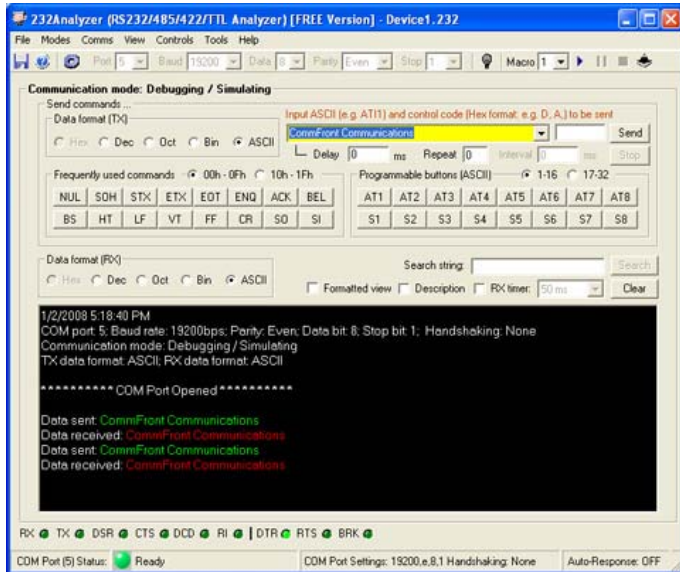 232Analyzer (RS232/485/422/TTL Analyzer) [FREE Version] - Device1.232
File Modes Comms View Controls Tools Help
Port 5 Baud 19200 Data 8 Parity Even Stop 1 Macro 1
Communication mode: Debugging / Simulating
Send commands ...
Data format (TX)
Hex Dec Oct Bin ASCII
Input ASCII (e.g. ATI1) and control code (Hex format: e.g. D, A,) to be sent
CommFront Communications Send
Delay 0 ms Repeat 0 Interval 0 ms Stop
Frequently used commands 00h - 0Fh 10h - 1Fh
NUL SOH STX ETX EOT ENQ ACK BEL
BS HT LF VT FF CR SO SI
Programmable buttons (ASCII) 1-16 17-32
AT1 AT2 AT3 AT4 AT5 AT6 AT7 AT8
S1 S2 S3 S4 S5 S6 S7 S8
Data format (RX)
Hex Dec Oct Bin ASCII
Search string: Search
Formatted view Description RX timer: 50 ms Clear
1/2/2008 5:18:40 PM
COM port: 5; Baud rate: 19200bps; Parity: Even; Data bit: 8; Stop bit: 1; Handshaking: None
Communication mode: Debugging / Simulating
TX data format: ASCII; RX data format: ASCII
* * * * * * * * * * COM Port Opened * * * * * * * * * *
Data sent: CommFront Communications
Data received: CommFront Communications
Data sent: CommFront Communications
Data received: CommFront Communications
RX TX DSR CTS DCD RI | DTR RTS BRK
COM Port (5) Status: Ready COM Port Settings: 19200,e,8,1 Handshaking: None Auto-Response: OFF